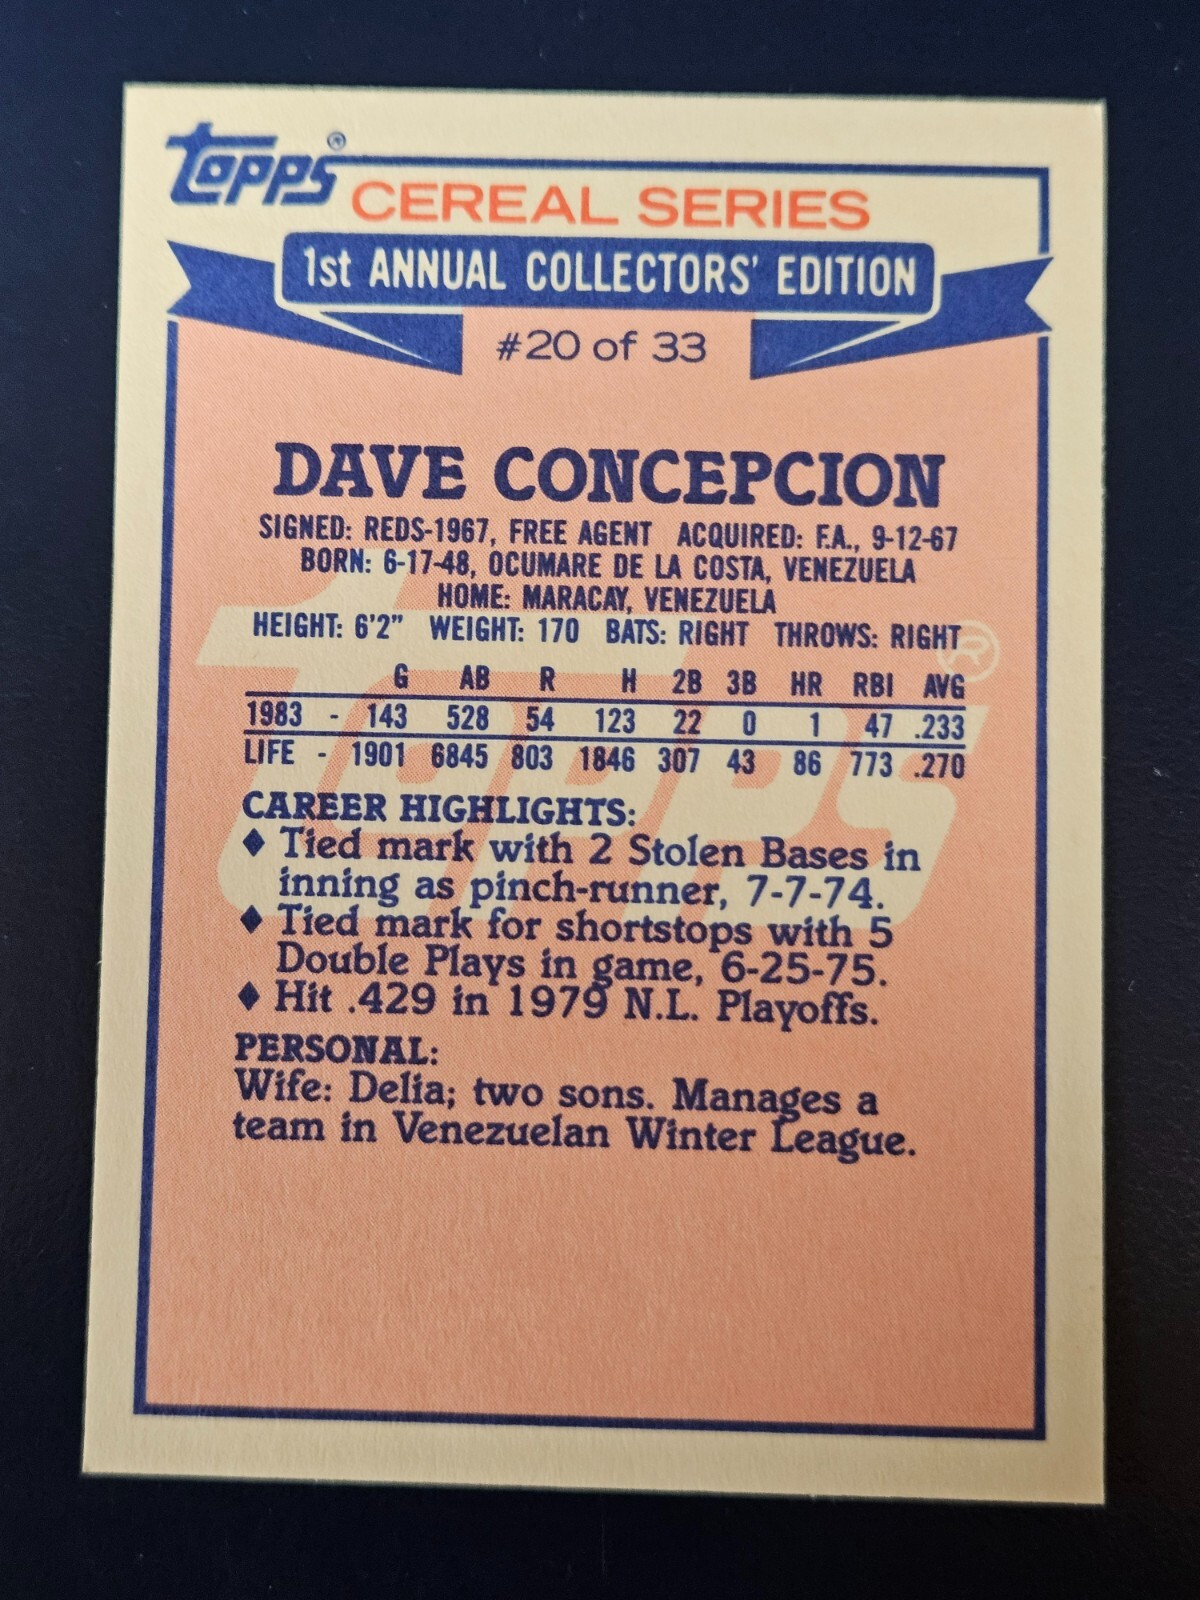 topps®
CEREAL SERIES
1st ANNUAL COLLECTORS' EDITION
#20 of 33
DAVE CONCEPCION
SIGNED: REDS-1967, FREE AGENT ACQUIRED: F.A., 9-12-67
BORN: 6-17-48, OCUMARE DE LA COSTA, VENEZUELA
HOME: MARACAY, VENEZUELA
HEIGHT: 6'2" WEIGHT: 170 BATS: RIGHT THROWS: RIGHT
G AB R H 2B 3B HR RBI AVG
1983 - 143 528 54 123 22 0 1 47 .233
LIFE - 1901 6845 803 1846 307 43 86 773 .270
CAREER HIGHLIGHTS:
♦ Tied mark with 2 Stolen Bases in
inning as pinch-runner, 7-7-74.
♦ Tied mark for shortstops with 5
Double Plays in game, 6-25-75.
♦ Hit .429 in 1979 N.L. Playoffs.
PERSONAL:
Wife: Delia; two sons. Manages a
team in Venezuelan Winter League.